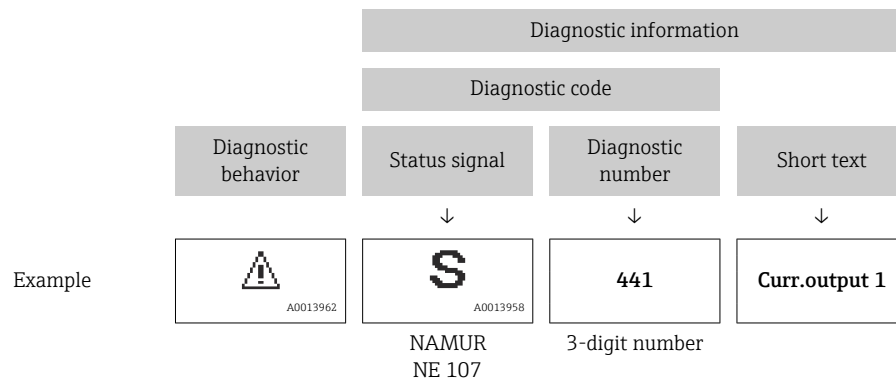 Diagnostic information
Diagnostic code
Diagnostic
behavior
Status signal
Diagnostic
number
Short text
↓ ↓ ↓
Example
A0013962
S
A0013958
441
Curr.output 1
NAMUR
NE 107
3-digit number